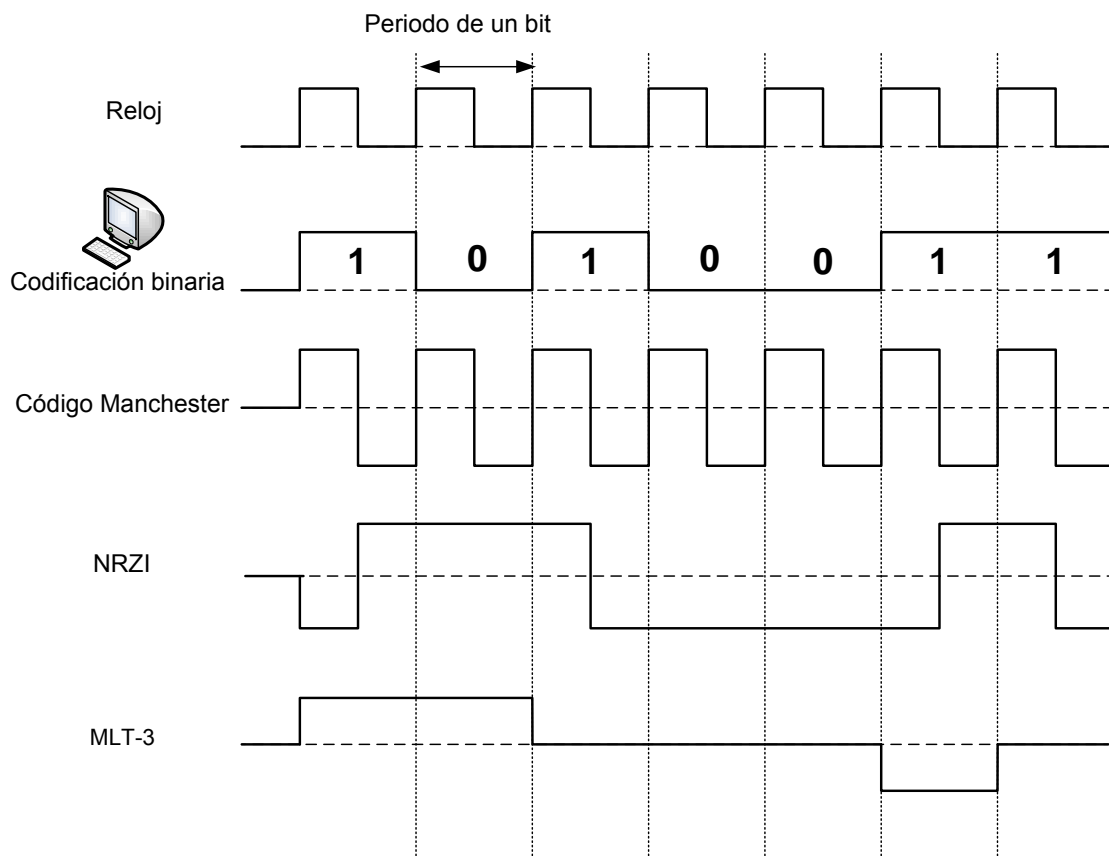 Periodo de un bit
Reloj
1 0 1 0 0 1 1
Codificación binaria
Código Manchester
NRZI
MLT-3